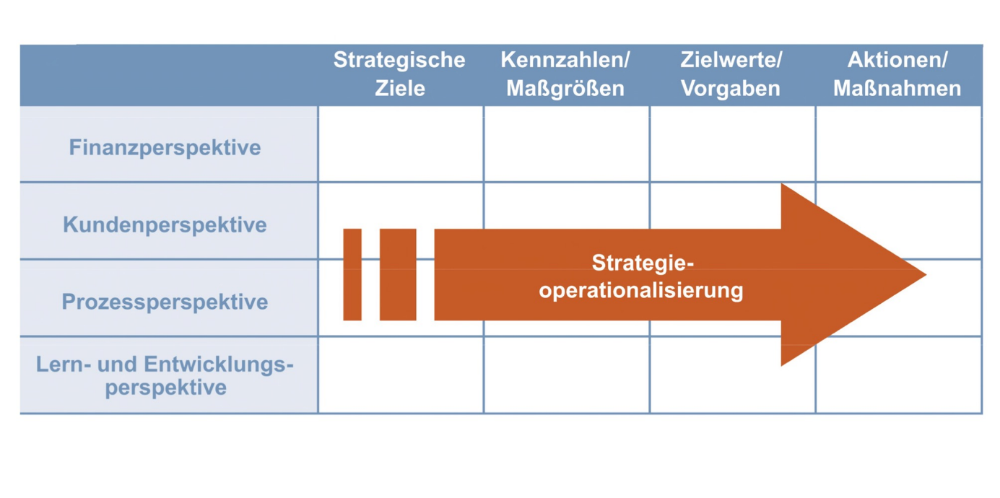 Strategische
Ziele
Kennzahlen/
Maßgrößen
Zielwerte/
Vorgaben
Aktionen/
Maßnahmen
Finanzperspektive
Kundenperspektive
Prozessperspektive
Lern- und Entwicklungs-
perspektive
Strategie-
operationalisierung